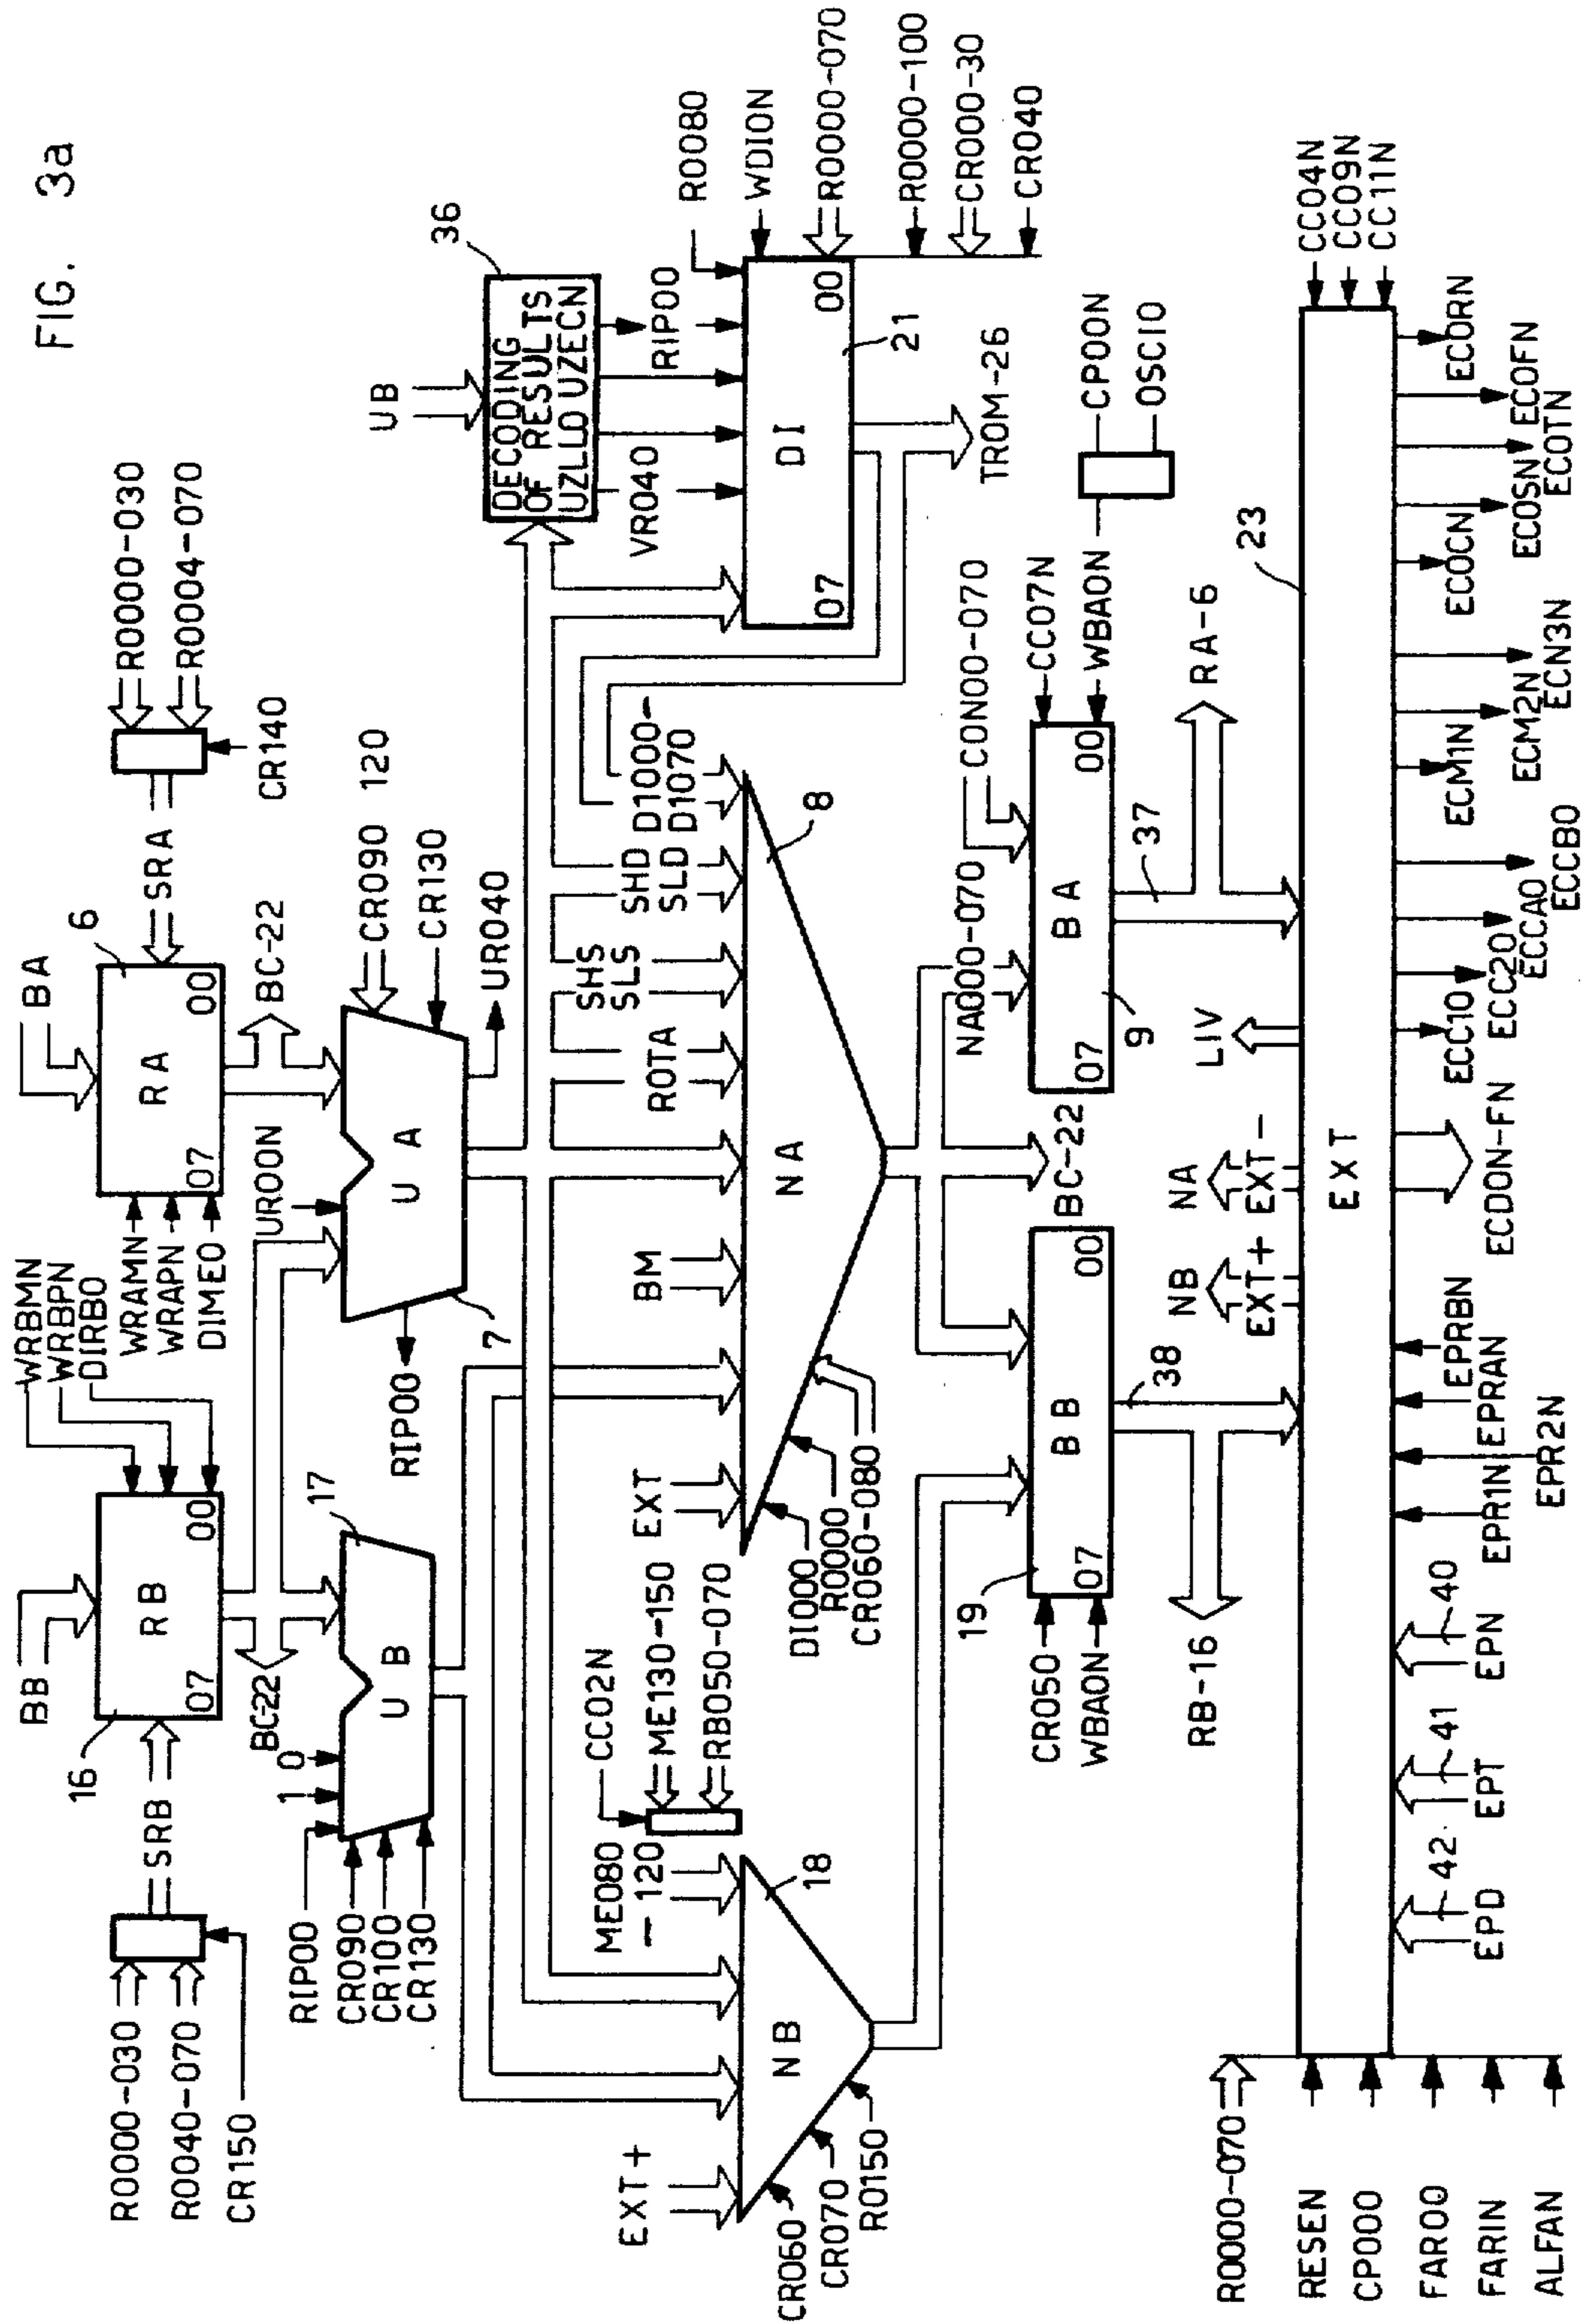 FIG. 3a
BB
BA
WRBMN
WRBPN
DIRB0
WRAMN
WRAPN
DIME0
R0000-030
R0040-070
CR150
SRB
16
RB
07
00
6
RA
07
00
SRA
R0000-030
R0004-070
CR140
BC-22
BC-22
RIP00
CR090
CR100
CR130
1 0
17
UB
UR00N
UA
7
RIP00
CR090 120
CR130
UR040
UB
36
DECODING
OF RESULTS
UZLLO UZECN
VR040
RIP00
R0080
WDION
R0000-070
R0000-100
CR000-30
CR040
DI
07
00
21
TROM-26
EXT+
ME080
-120
CC02N
ME130-150
RB050-070
NB
18
CR060
CR070
R0150
EXT
BM
ROTA
SHS
SLS
SHD
SLD
D1000-
D1070
NA
8
DI000
R0000
CR060-080
BC-22
NA000-070
CON00-070
CC07N
WBA0N
CP00N
OSCI0
BB
07
00
19
CR050
WBA0N
BA
07
00
9
38
37
RB-16
RA-6
R0000-070
RESEN
CP000
FAR00
FARIN
ALFAN
EXT
23
CC04N
CC09N
CC11N
NB
EXT+
NA
EXT-
LIV
EPD
42
EPT
41
EPN
40
EPR1N
EPR2N
EPRAN
EPRBN
ECD0N-FN
ECC10
ECC20
ECCA0
ECCB0
ECM1N
ECM2N
ECN3N
ECOCN
ECOSN
ECOTN
ECOFN
ECORN